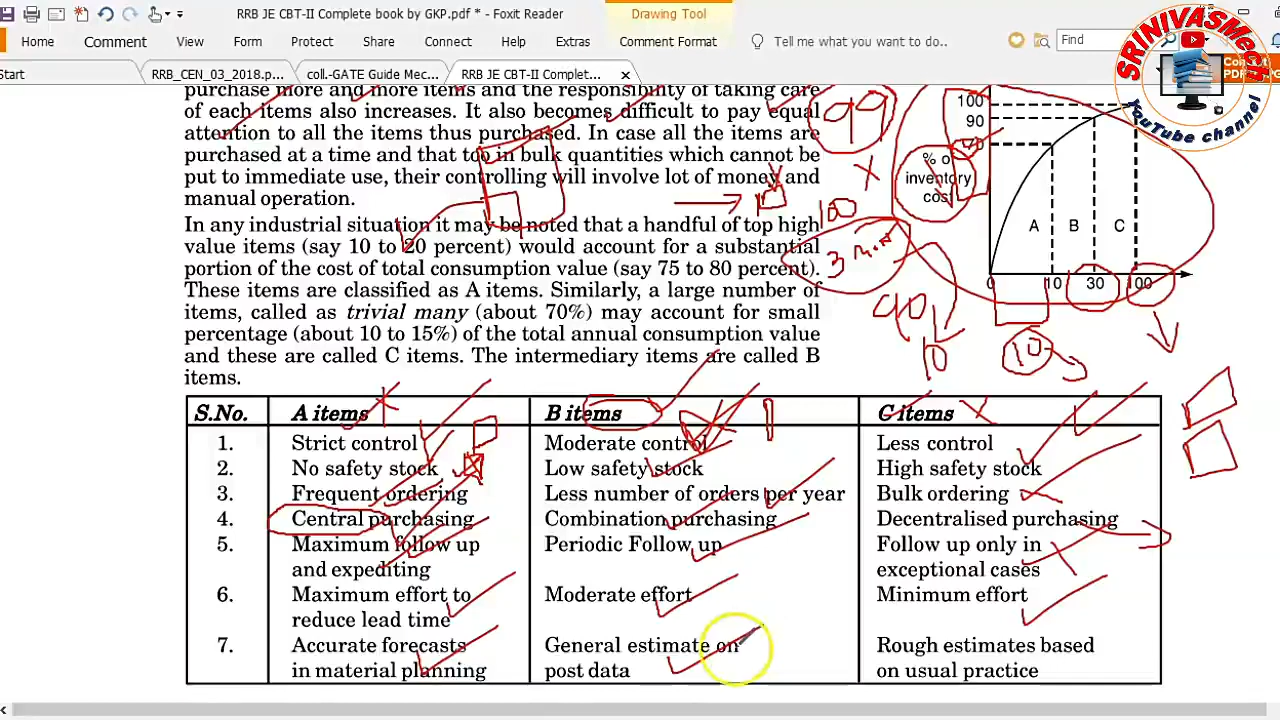 RRB JE CBT-II Complete book by GKP.pdf * - Foxit Reader
Drawing Tool
Home Comment View Form Protect Share Connect Help Extras Comment Format Tell me what you want to do.. Find
Start RRB_CEN_03_2018.p... coll.-GATE Guide Mec... RRB JE CBT-II Complet... ×
SRINIVASMech
YouTube channel
purchase more and more items and the responsibility of taking care
of each items also increases. It also becomes difficult to pay equal
attention to all the items thus purchased. In case all the items are
purchased at a time and that too in bulk quantities which cannot be
put to immediate use, their controlling will involve lot of money and
manual operation.
In any industrial situation it may be noted that a handful of top high
value items (say 10 to 20 percent) would account for a substantial
portion of the cost of total consumption value (say 75 to 80 percent).
These items are classified as A items. Similarly, a large number of
items, called as trivial many (about 70%) may account for small
percentage (about 10 to 15%) of the total annual consumption value
and these are called C items. The intermediary items are called B
items.
100
90
70
% of
inventory
cost
A B C
0 10 30 100
99
100
3 min
90
10
10
S.No. A items B items C items
1. Strict control Moderate control Less control
2. No safety stock Low safety stock High safety stock
3. Frequent ordering Less number of orders per year Bulk ordering
4. Central purchasing Combination purchasing Decentralised purchasing
5. Maximum follow up Periodic Follow up Follow up only in
and expediting exceptional cases
6. Maximum effort to Moderate effort Minimum effort
reduce lead time
7. Accurate forecasts General estimate on Rough estimates based
in material planning post data on usual practice